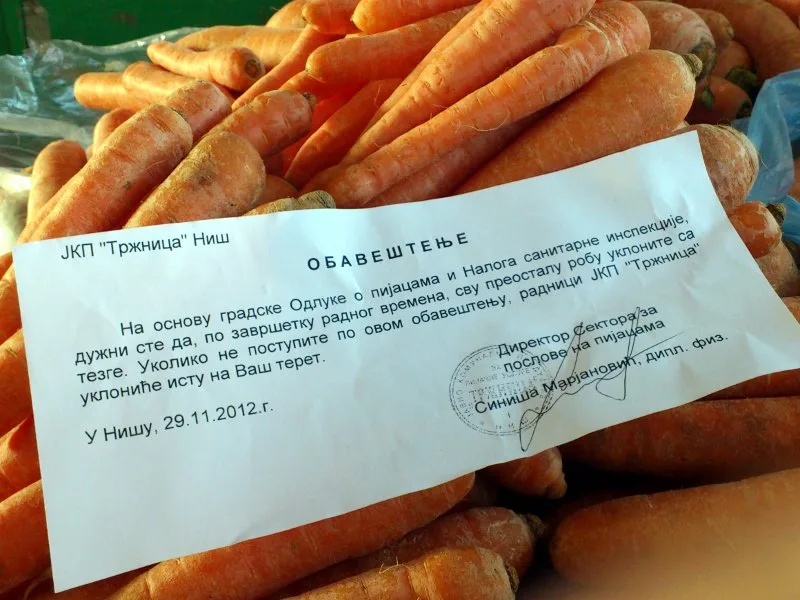 ЈКП "Тржница" Ниш
ОБАВЕШТЕЊЕ
На основу градске Одлуке о пијацама и Налога санитарне инспекције,
дужни сте да, по завршетку радног времена, сву преосталу робу уклоните са
тезге. Уколико не поступите по овом обавештењу, радници ЈКП "Тржница"
уклониће исту на Ваш терет.
Директор Сектора за
послове на пијацама
Синиша Марјановић, дипл. физ.
У Нишу, 29.11.2012.г.